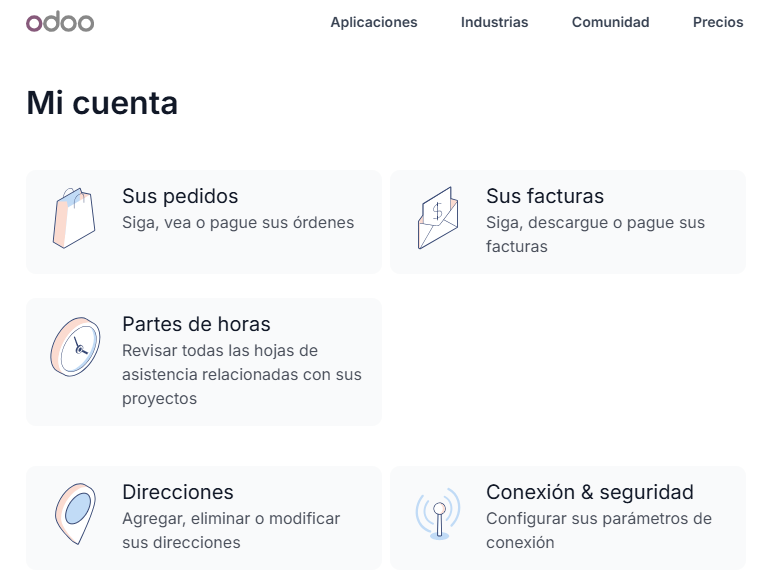 odoo
Aplicaciones
Industrias
Comunidad
Precios
Mi cuenta
Sus pedidos
Siga, vea o pague sus órdenes
Sus facturas
Siga, descargue o pague sus
facturas
Partes de horas
Revisar todas las hojas de
asistencia relacionadas con sus
proyectos
Direcciones
Agregar, eliminar o modificar
sus direcciones
Conexión & seguridad
Configurar sus parámetros de
conexión